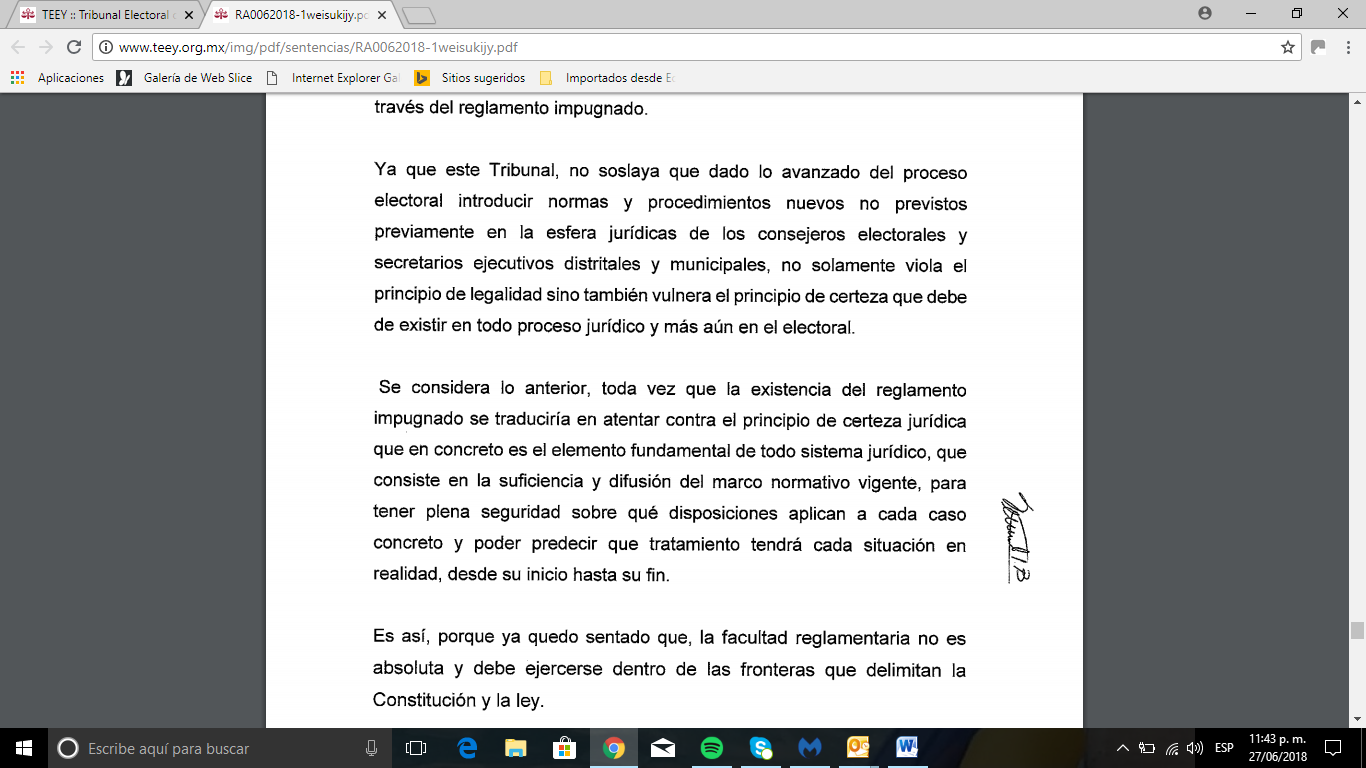 TEEY :: Tribunal Electoral
RA0062018-1weisukijy.pd
www.teey.org.mx/img/pdf/sentencias/RA0062018-1weisukijy.pdf
Aplicaciones Galería de Web Slice Internet Explorer Gal Sitios sugeridos Importados desde E
través del reglamento impugnado.
Ya que este Tribunal, no soslaya que dado lo avanzado del proceso
electoral introducir normas y procedimientos nuevos no previstos
previamente en la esfera jurídicas de los consejeros electorales y
secretarios ejecutivos distritales y municipales, no solamente viola el
principio de legalidad sino también vulnera el principio de certeza que debe
de existir en todo proceso jurídico y más aún en el electoral.
Se considera lo anterior, toda vez que la existencia del reglamento
impugnado se traduciría en atentar contra el principio de certeza jurídica
que en concreto es el elemento fundamental de todo sistema jurídico, que
consiste en la suficiencia y difusión del marco normativo vigente, para
tener plena seguridad sobre qué disposiciones aplican a cada caso
concreto y poder predecir que tratamiento tendrá cada situación en
realidad, desde su inicio hasta su fin.
Es así, porque ya quedo sentado que, la facultad reglamentaria no es
absoluta y debe ejercerse dentro de las fronteras que delimitan la
Constitución y la ley.
Escribe aquí para buscar
ESP
11:43 p. m.
27/06/2018